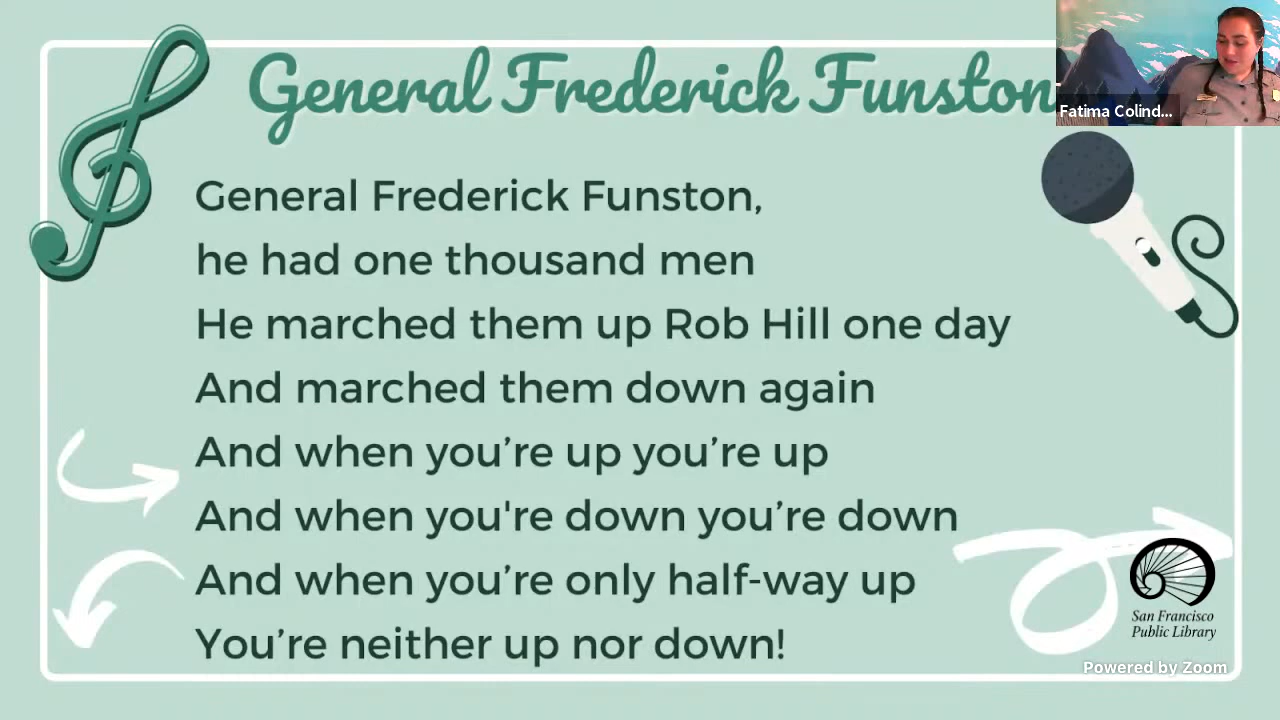 General Frederick Funston
Fatima Colind...
General Frederick Funston,
he had one thousand men
He marched them up Rob Hill one day
And marched them down again
And when you’re up you’re up
And when you're down you’re down
And when you’re only half-way up
You’re neither up nor down!
San Francisco
Public Library
Powered by Zoom